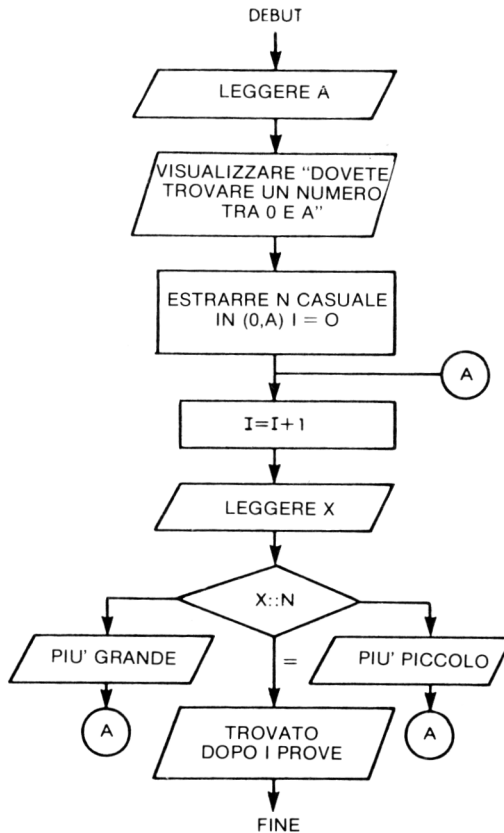 DEBUT
LEGGERE A
VISUALIZZARE “DOVETE
TROVARE UN NUMERO
TRA 0 E A”
ESTRARRE N CASUALE
IN (0,A) I = O
A
I=I+1
LEGGERE X
X::N
PIU' GRANDE
=
PIU' PICCOLO
A
TROVATO
DOPO I PROVE
A
FINE